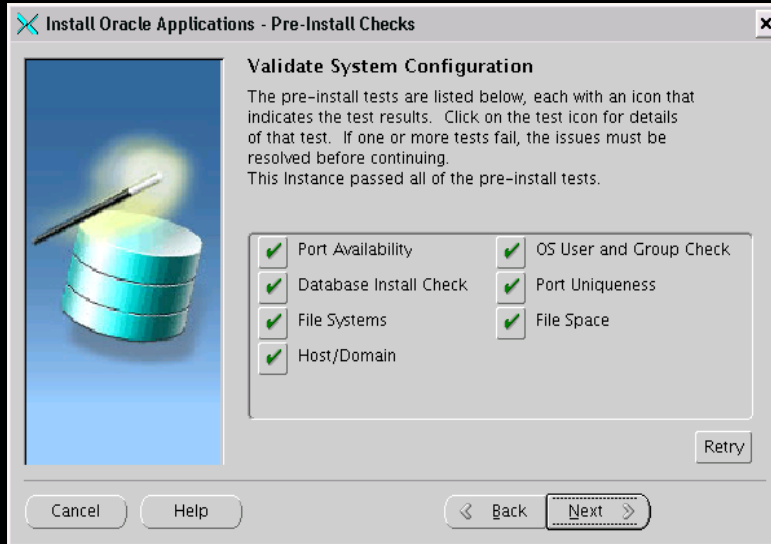 Install Oracle Applications - Pre-Install Checks
Validate System Configuration
The pre-install tests are listed below, each with an icon that
indicates the test results. Click on the test icon for details
of that test. If one or more tests fail, the issues must be
resolved before continuing.
This Instance passed all of the pre-install tests.
Port Availability
OS User and Group Check
Database Install Check
Port Uniqueness
File Systems
File Space
Host/Domain
Retry
Cancel
Help
Back
Next